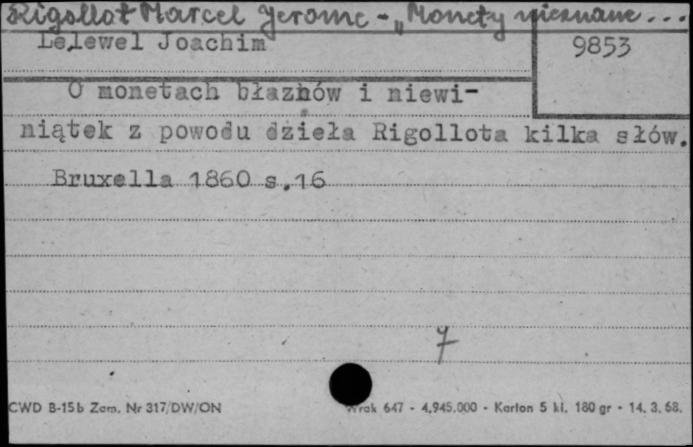 Rigollot Marcel Jerome - „Monety nieznane...
Lelewel Joachim
9853
O monetach błaznów i niewi-
niątek z powodu dzieła Rigollota kilka słów.
Bruxella 1860 s.16
7
CWD B-15b Zam. Nr 317/DW/ON
647 - 4.945.000 - Karton 5 kl. 180 gr - 14. 3. 68.